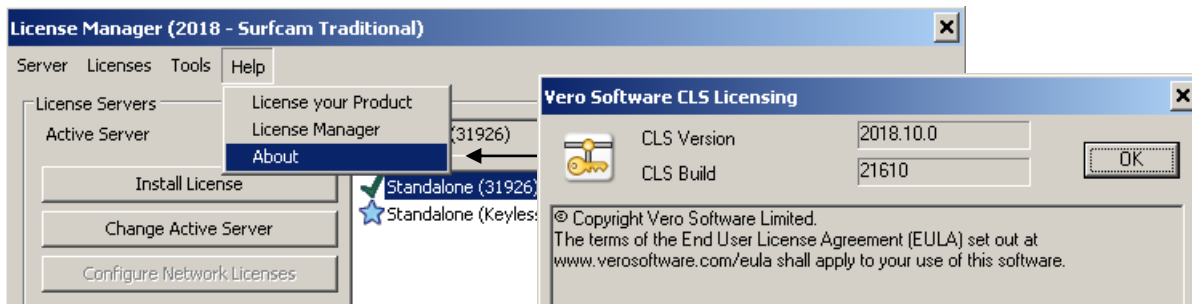 License Manager (2018 - Surfcam Traditional)
Server Licenses Tools Help
License Servers
Active Server
Install License
Change Active Server
Configure Network Licenses
License your Product
License Manager
About
(31926)
Standalone (31926)
Standalone (Keyless
Vero Software CLS Licensing
CLS Version 2018.10.0
CLS Build 21610
OK
© Copyright Vero Software Limited.
The terms of the End User License Agreement (EULA) set out at
www.verosoftware.com/eula shall apply to your use of this software.